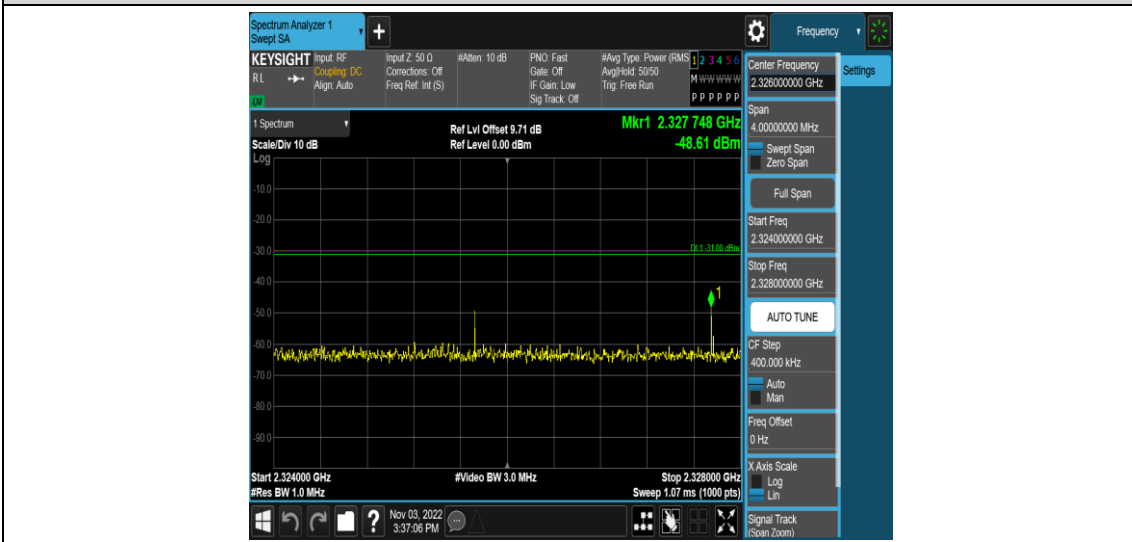 Spectrum Analyzer 1
Swept SA
+
Frequency
KEYSIGHT
RL
LXI
Input: RF
Coupling: DC
Align: Auto
Input Z: 50 Ω
Corrections: Off
Freq Ref: Int (S)
#Atten: 10 dB
PNO: Fast
Gate: Off
IF Gain: Low
Sig Track: Off
#Avg Type: Power (RMS
Avg|Hold: 50/50
Trig: Free Run
1 2 3 4 5 6
M W W W W W
P P P P P P
1 Spectrum
Scale/Div 10 dB
Log
Ref Lvl Offset 9.71 dB
Ref Level 0.00 dBm
Mkr1 2.327 748 GHz
-48.61 dBm
-10.0
-20.0
-30.0
DL1 -31.00 dBm
-40.0
1
-50.0
-60.0
-70.0
-80.0
-90.0
Start 2.324000 GHz
#Video BW 3.0 MHz
Stop 2.328000 GHz
#Res BW 1.0 MHz
Sweep 1.07 ms (1000 pts)
?
Nov 03, 2022
3:37:06 PM
Center Frequency
2.326000000 GHz
Settings
Span
4.00000000 MHz
Swept Span
Zero Span
Full Span
Start Freq
2.324000000 GHz
Stop Freq
2.328000000 GHz
AUTO TUNE
CF Step
400.000 kHz
Auto
Man
Freq Offset
0 Hz
X Axis Scale
Log
Lin
Signal Track
(Span Zoom)